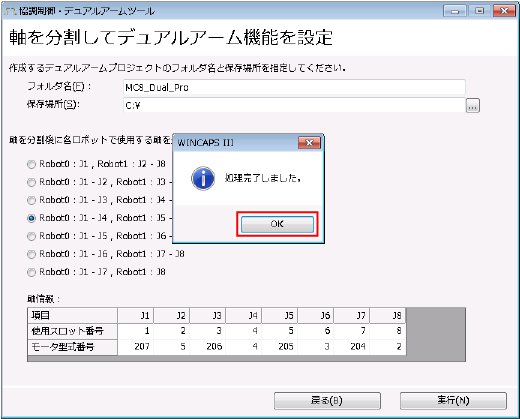 協調制御・デュアルアームツール
軸を分割してデュアルアーム機能を設定
作成するデュアルアームプロジェクトのフォルダ名と保存場所を指定してください。
フォルダ名(F) : MC8_Dual_Pro
保存場所(S): C:¥ ...
軸を分割後に各ロボットで使用する軸を
WINCAPS III
処理完了しました。
OK
Robot0 : J1 , Robot1 : J2 - J8
Robot0 : J1 - J2 , Robot1 : J3 -
Robot0 : J1 - J3 , Robot1 : J4 -
Robot0 : J1 - J4 , Robot1 : J5 -
Robot0 : J1 - J5 , Robot1 : J6 -
Robot0 : J1 - J6 , Robot1 : J7 - J8
Robot0 : J1 - J7 , Robot1 : J8
軸情報 :
項目 J1 J2 J3 J4 J5 J6 J7 J8
使用スロット番号 1 2 3 4 5 6 7 8
モータ型式番号 207 5 206 4 205 3 204 2
戻る(B) 実行(N)